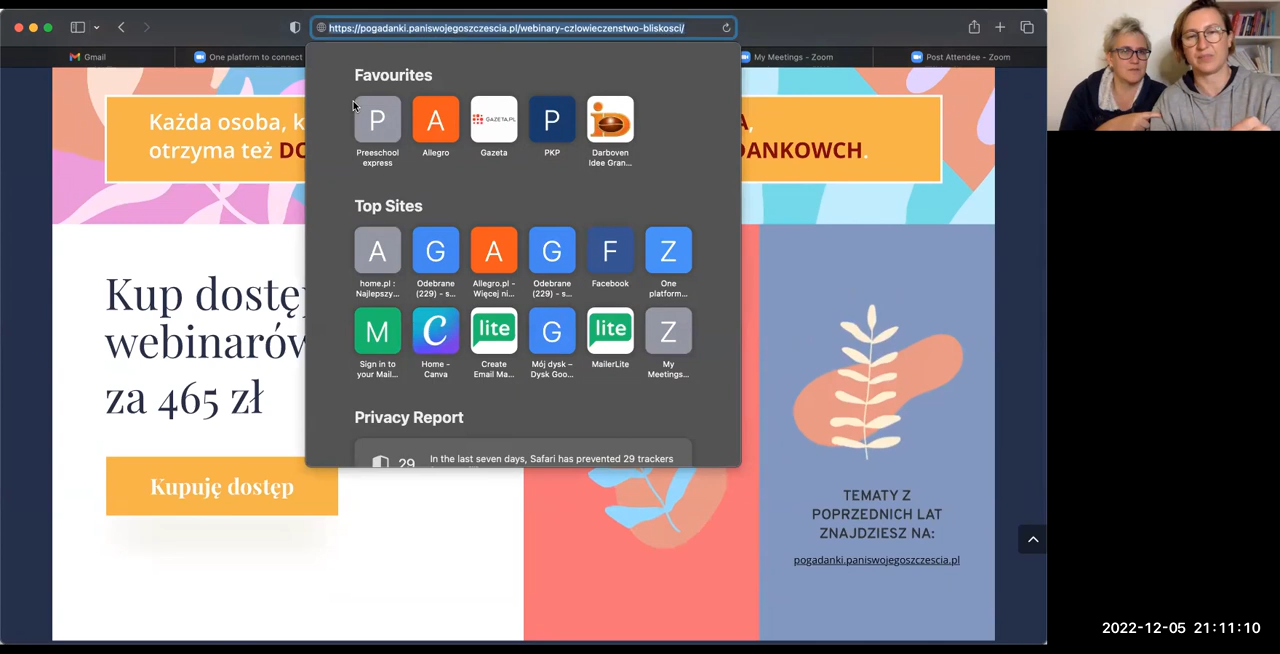 https://pogadanki.paniswojegoszczescia.pl/webinary-czlowieczenstwo-bliskosci/
Gmail
One platform to connect
My Meetings - Zoom
Post Attendee - Zoom
Każda osoba, k
otrzyma też DO
A,
DANKOWCH.
Favourites
P
A
GAZETA.PL
P
Preeschool
express
Allegro
Gazeta
PKP
Darboven
Idee Gran...
Top Sites
A
G
A
G
F
Z
home.pl :
Najlepszy...
Odebrane
(229) - s...
Allegro.pl -
Więcej ni...
Odebrane
(229) - s...
Facebook
One
platform...
M
C
lite
G
lite
Z
Sign in to
your Mail...
Home -
Canva
Create
Email Ma...
Mój dysk –
Dysk Goo...
MailerLite
My
Meetings...
Privacy Report
29
In the last seven days, Safari has prevented 29 trackers
Kup dostę
webinarów
za 465 zł
Kupuję dostęp
TEMATY Z
POPRZEDNICH LAT
ZNAJDZIESZ NA:
pogadanki.paniswojegoszczescia.pl
2022-12-05 21:11:10